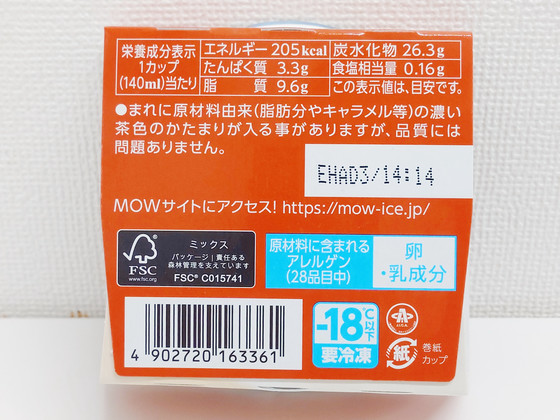 栄養成分表示
1カップ
(140ml)当たり
エネルギー 205kcal 炭水化物 26.3g
たんぱく質 3.3g 食塩相当量 0.16g
脂 質 9.6g この表示値は、目安です。
●まれに原材料由来(脂肪分やキャラメル等)の濃い
茶色のかたまりが入る事がありますが、品質には
問題ありません。
EHAD3/14:14
MOWサイトにアクセス! https://mow-ice.jp/
FSC
www.fsc.org
ミックス
パッケージ|責任ある
森林管理を支えています
FSC® C015741
原材料に含まれる
アレルゲン
(28品目中)
卵
・乳成分
4 902720 163361
-18℃以下
要冷凍
紙
巻紙
カップ